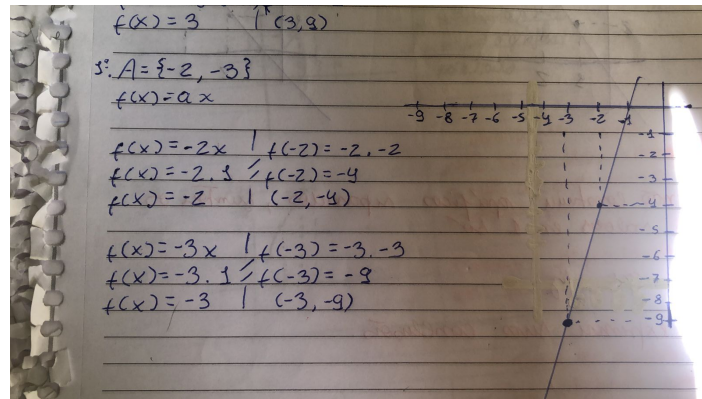 f(x) = 3 | (3,9)
3º. A = {-2, -3}
f(x) = a x
f(x) = -2x | f(-2) = -2 . -2
f(x) = -2 . 1 // f(-2) = -4
f(x) = -2 | (-2, -4)
f(x) = -3x | f(-3) = -3 . -3
f(x) = -3 . 1 // f(-3) = -9
f(x) = -3 | (-3, -9)
-9 -8 -7 -6 -5 -4 -3 -2 -1
-1
-2
-3
-4
-5
-6
-7
-8
-9